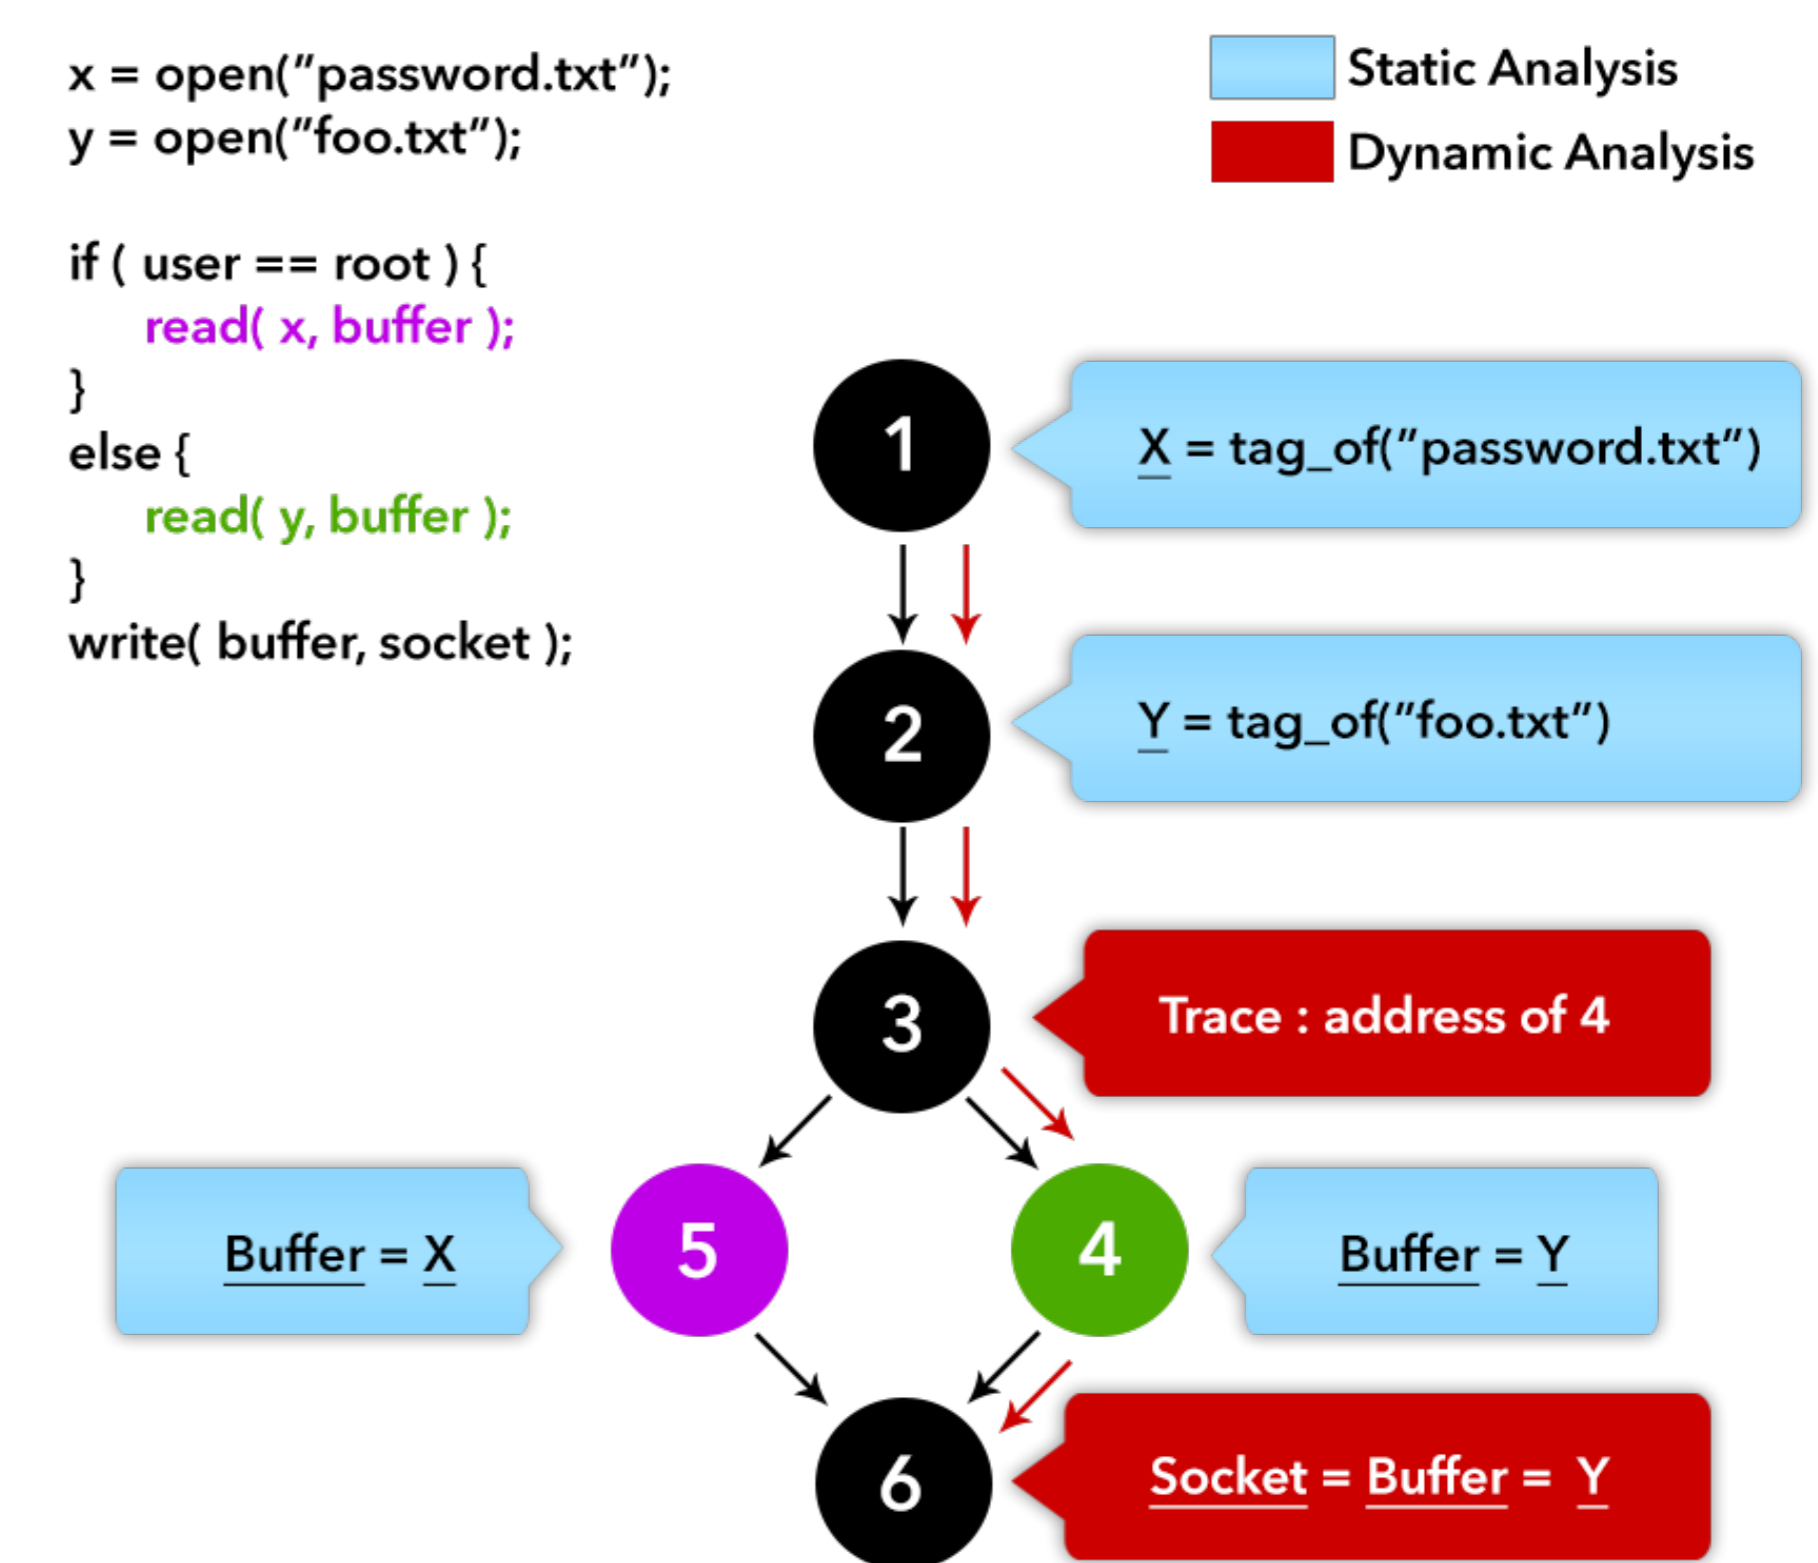 x = open(”password.txt”);
y = open(”foo.txt”);
if ( user == root ) {
read( x, buffer );
}
else {
read( y, buffer );
}
write( buffer, socket );
Static Analysis
Dynamic Analysis
1
X = tag_of(”password.txt”)
2
Y = tag_of(”foo.txt”)
3
Trace : address of 4
Buffer = X
5
4
Buffer = Y
6
Socket = Buffer = Y